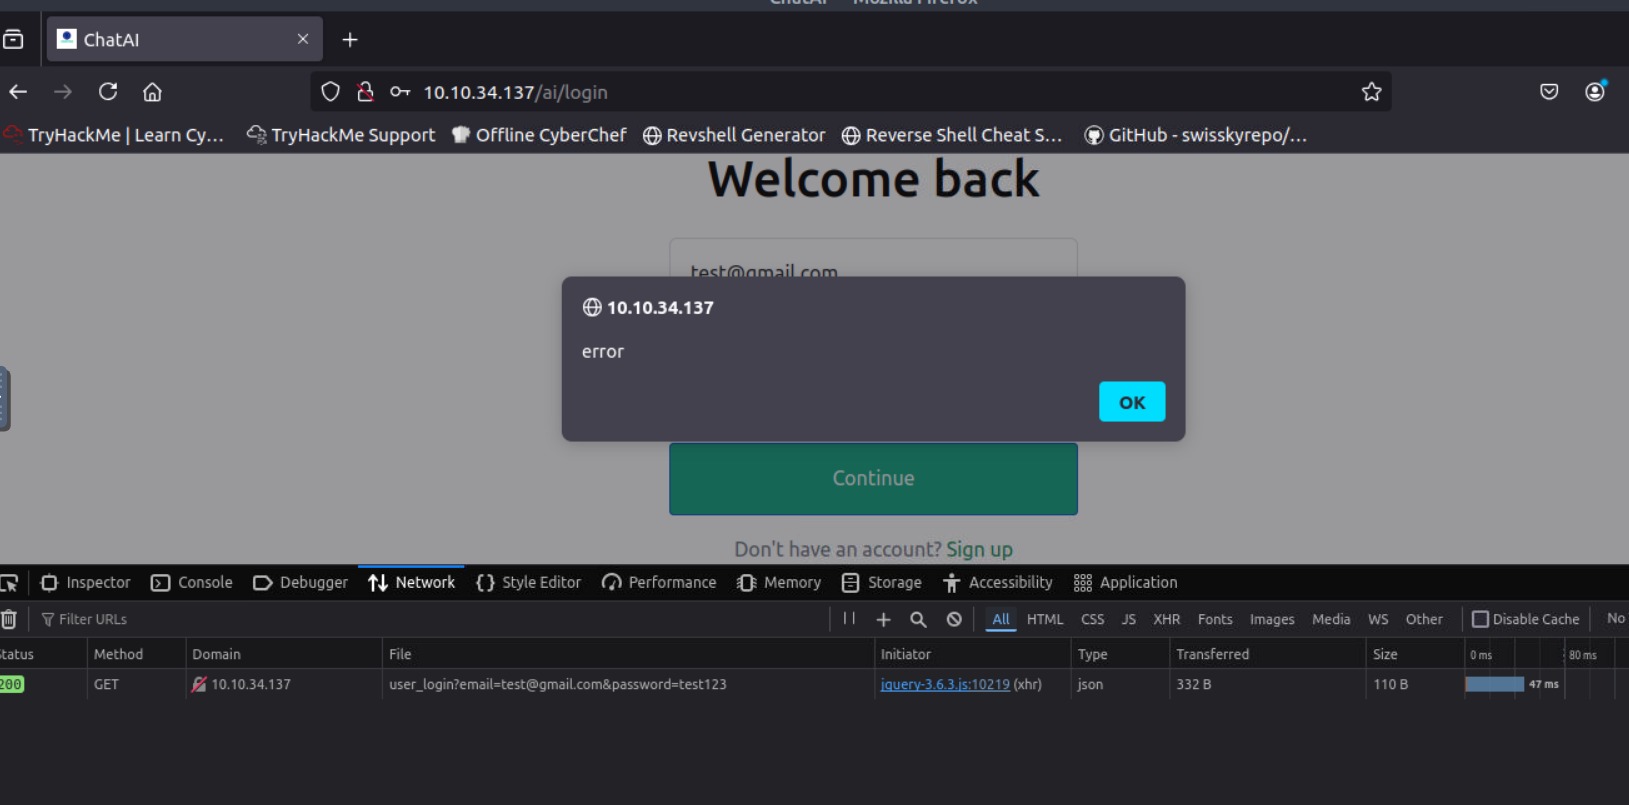 ChatAI — Mozilla Firefox
ChatAI
10.10.34.137/ai/login
TryHackMe | Learn Cy... TryHackMe Support Offline CyberChef Revshell Generator Reverse Shell Cheat S... GitHub - swisskyrepo/...
Welcome back
test@gmail.com
10.10.34.137
error
OK
Continue
Don't have an account? Sign up
Inspector Console Debugger Network Style Editor Performance Memory Storage Accessibility Application
Filter URLs All HTML CSS JS XHR Fonts Images Media WS Other Disable Cache No
Status Method Domain File Initiator Type Transferred Size 0 ms 80 ms
200 GET 10.10.34.137 user_login?email=test@gmail.com&password=test123 jquery-3.6.3.js:10219 (xhr) json 332 B 110 B 47 ms